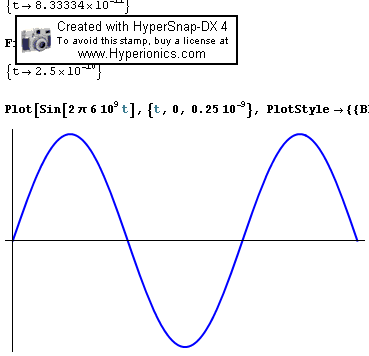 {t→8.33334×10⁻¹¹}
Created with HyperSnap-DX 4
To avoid this stamp, buy a license at
www.Hyperionics.com
F:
{t→2.5×10⁻¹⁰}
Plot[Sin[2 π 6 10⁹ t], {t, 0, 0.25 10⁻⁹}, PlotStyle→{{B